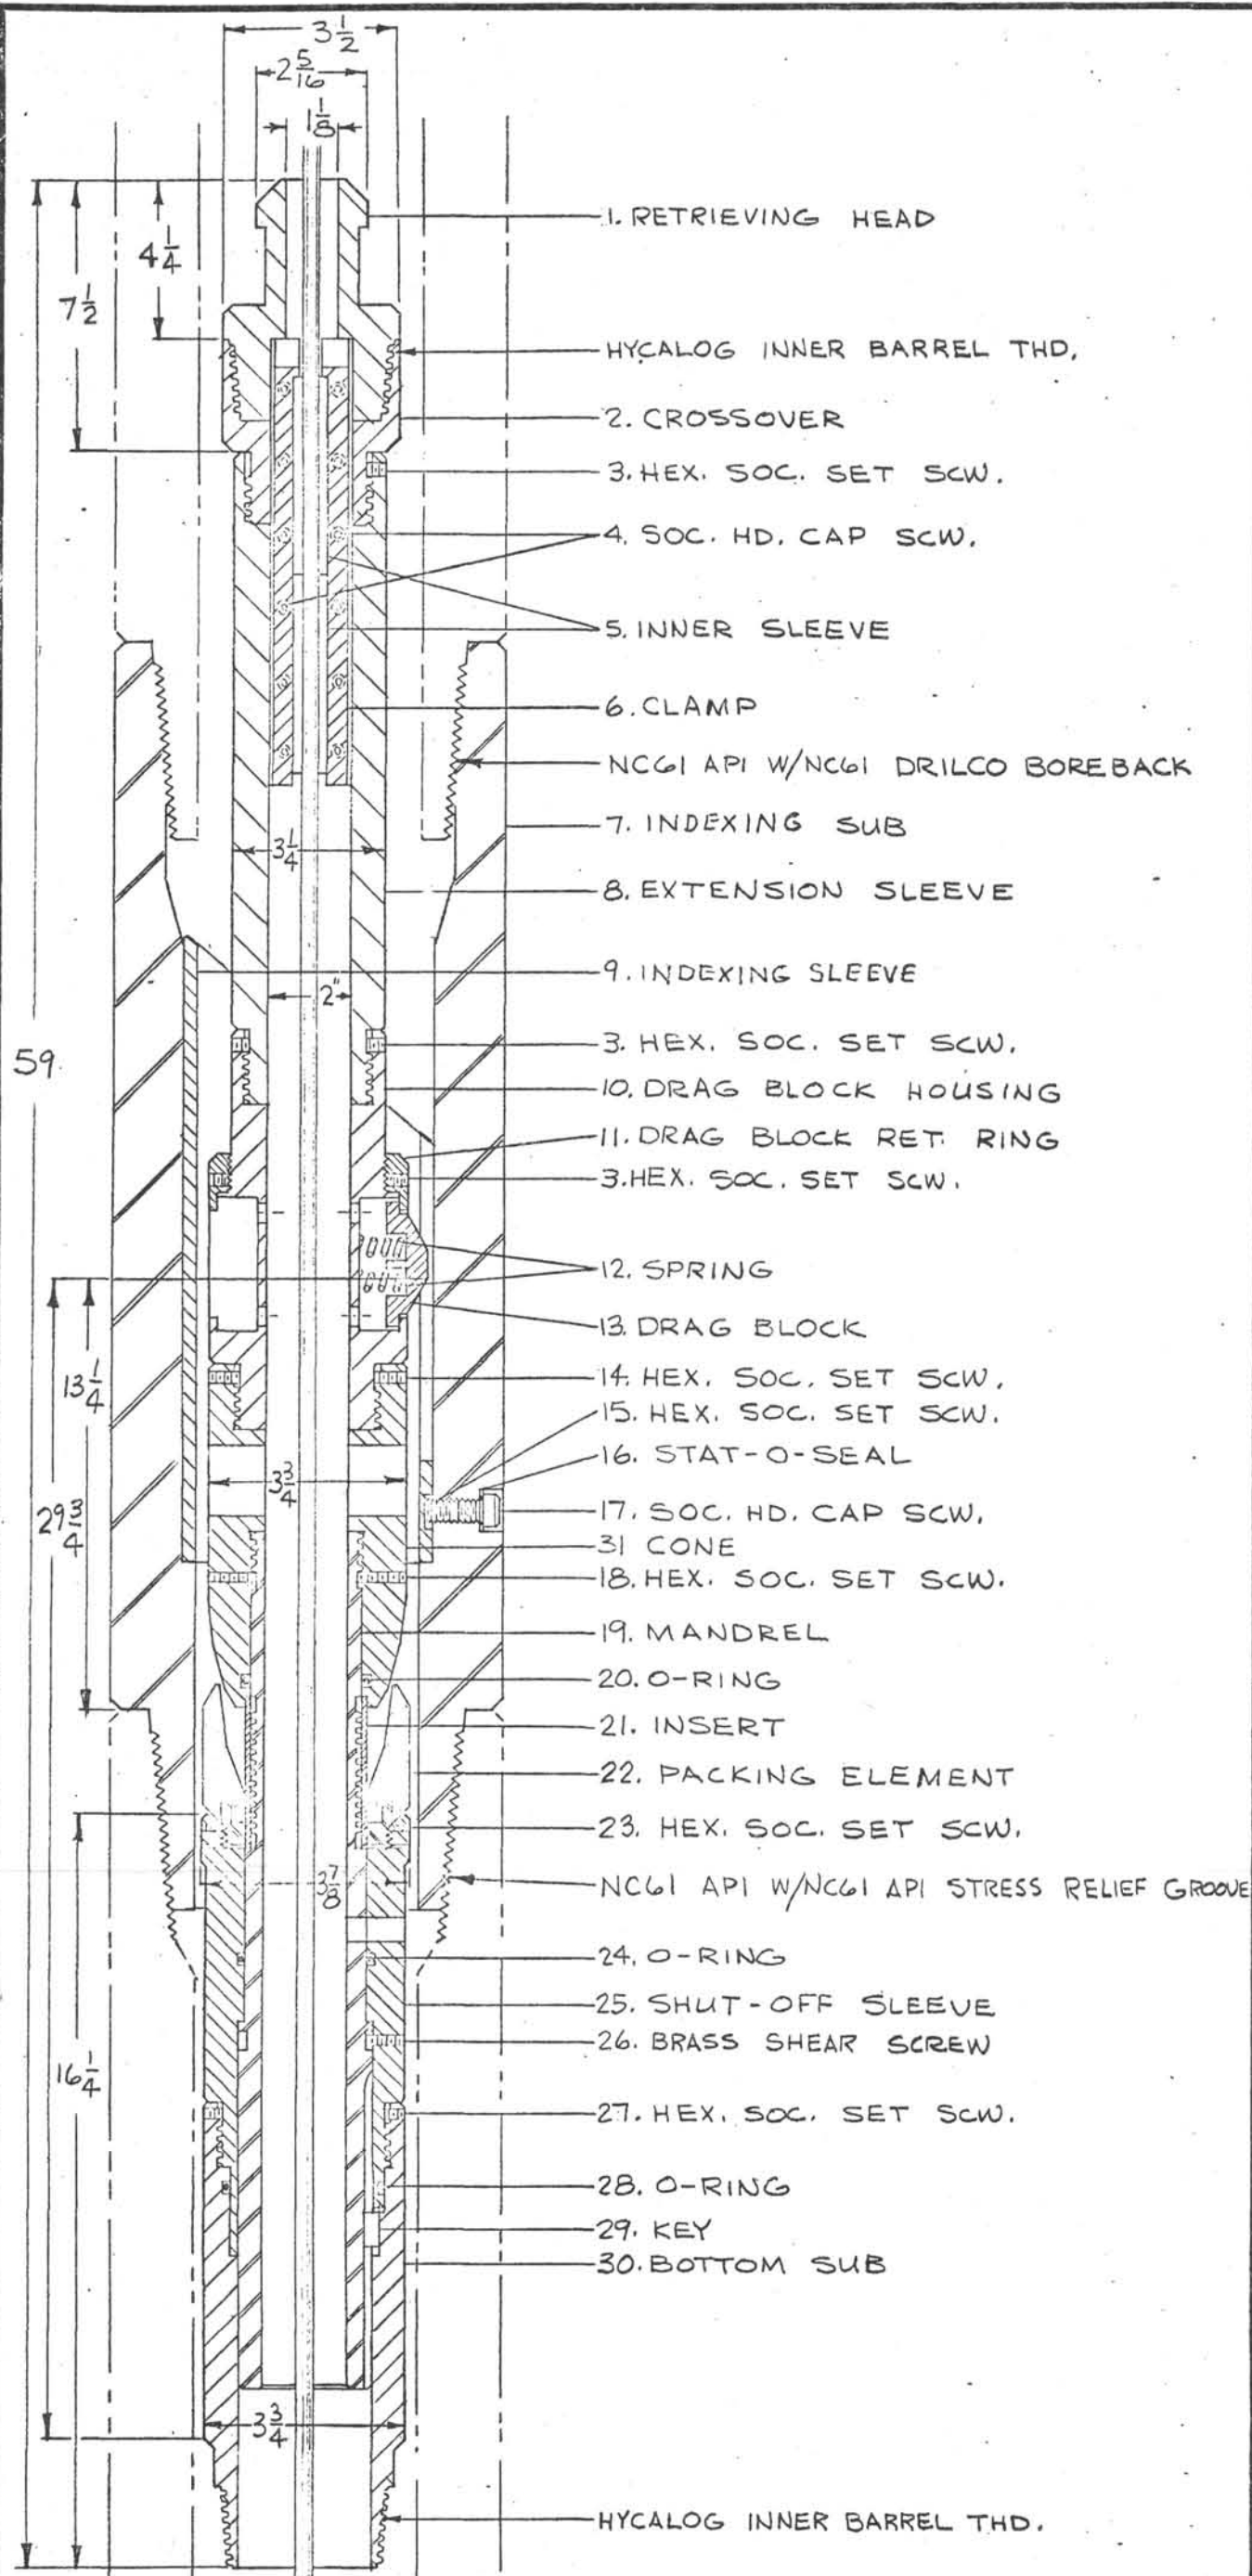 3 1/2
2 5/16
1 1/8
4 1/4
7 1/2
1. RETRIEVING HEAD
HYCALOG INNER BARREL THD.
2. CROSSOVER
3. HEX. SOC. SET SCW.
4. SOC. HD. CAP SCW.
5. INNER SLEEVE
6. CLAMP
NC61 API W/NC61 DRILCO BOREBACK
7. INDEXING SUB
3 1/4
8. EXTENSION SLEEVE
9. INDEXING SLEEVE
2"
3. HEX. SOC. SET SCW.
59
10. DRAG BLOCK HOUSING
11. DRAG BLOCK RET. RING
3. HEX. SOC. SET SCW.
12. SPRING
13. DRAG BLOCK
13 1/4
14. HEX. SOC. SET SCW.
15. HEX. SOC. SET SCW.
16. STAT-O-SEAL
3 3/4
29 3/4
17. SOC. HD. CAP SCW.
31 CONE
18. HEX. SOC. SET SCW.
19. MANDREL
20. O-RING
21. INSERT
22. PACKING ELEMENT
23. HEX. SOC. SET SCW.
3 7/8
NC61 API W/NC61 API STRESS RELIEF GROOVE
24. O-RING
25. SHUT-OFF SLEEVE
26. BRASS SHEAR SCREW
16 1/4
27. HEX. SOC. SET SCW.
28. O-RING
29. KEY
30. BOTTOM SUB
3 3/4
HYCALOG INNER BARREL THD.